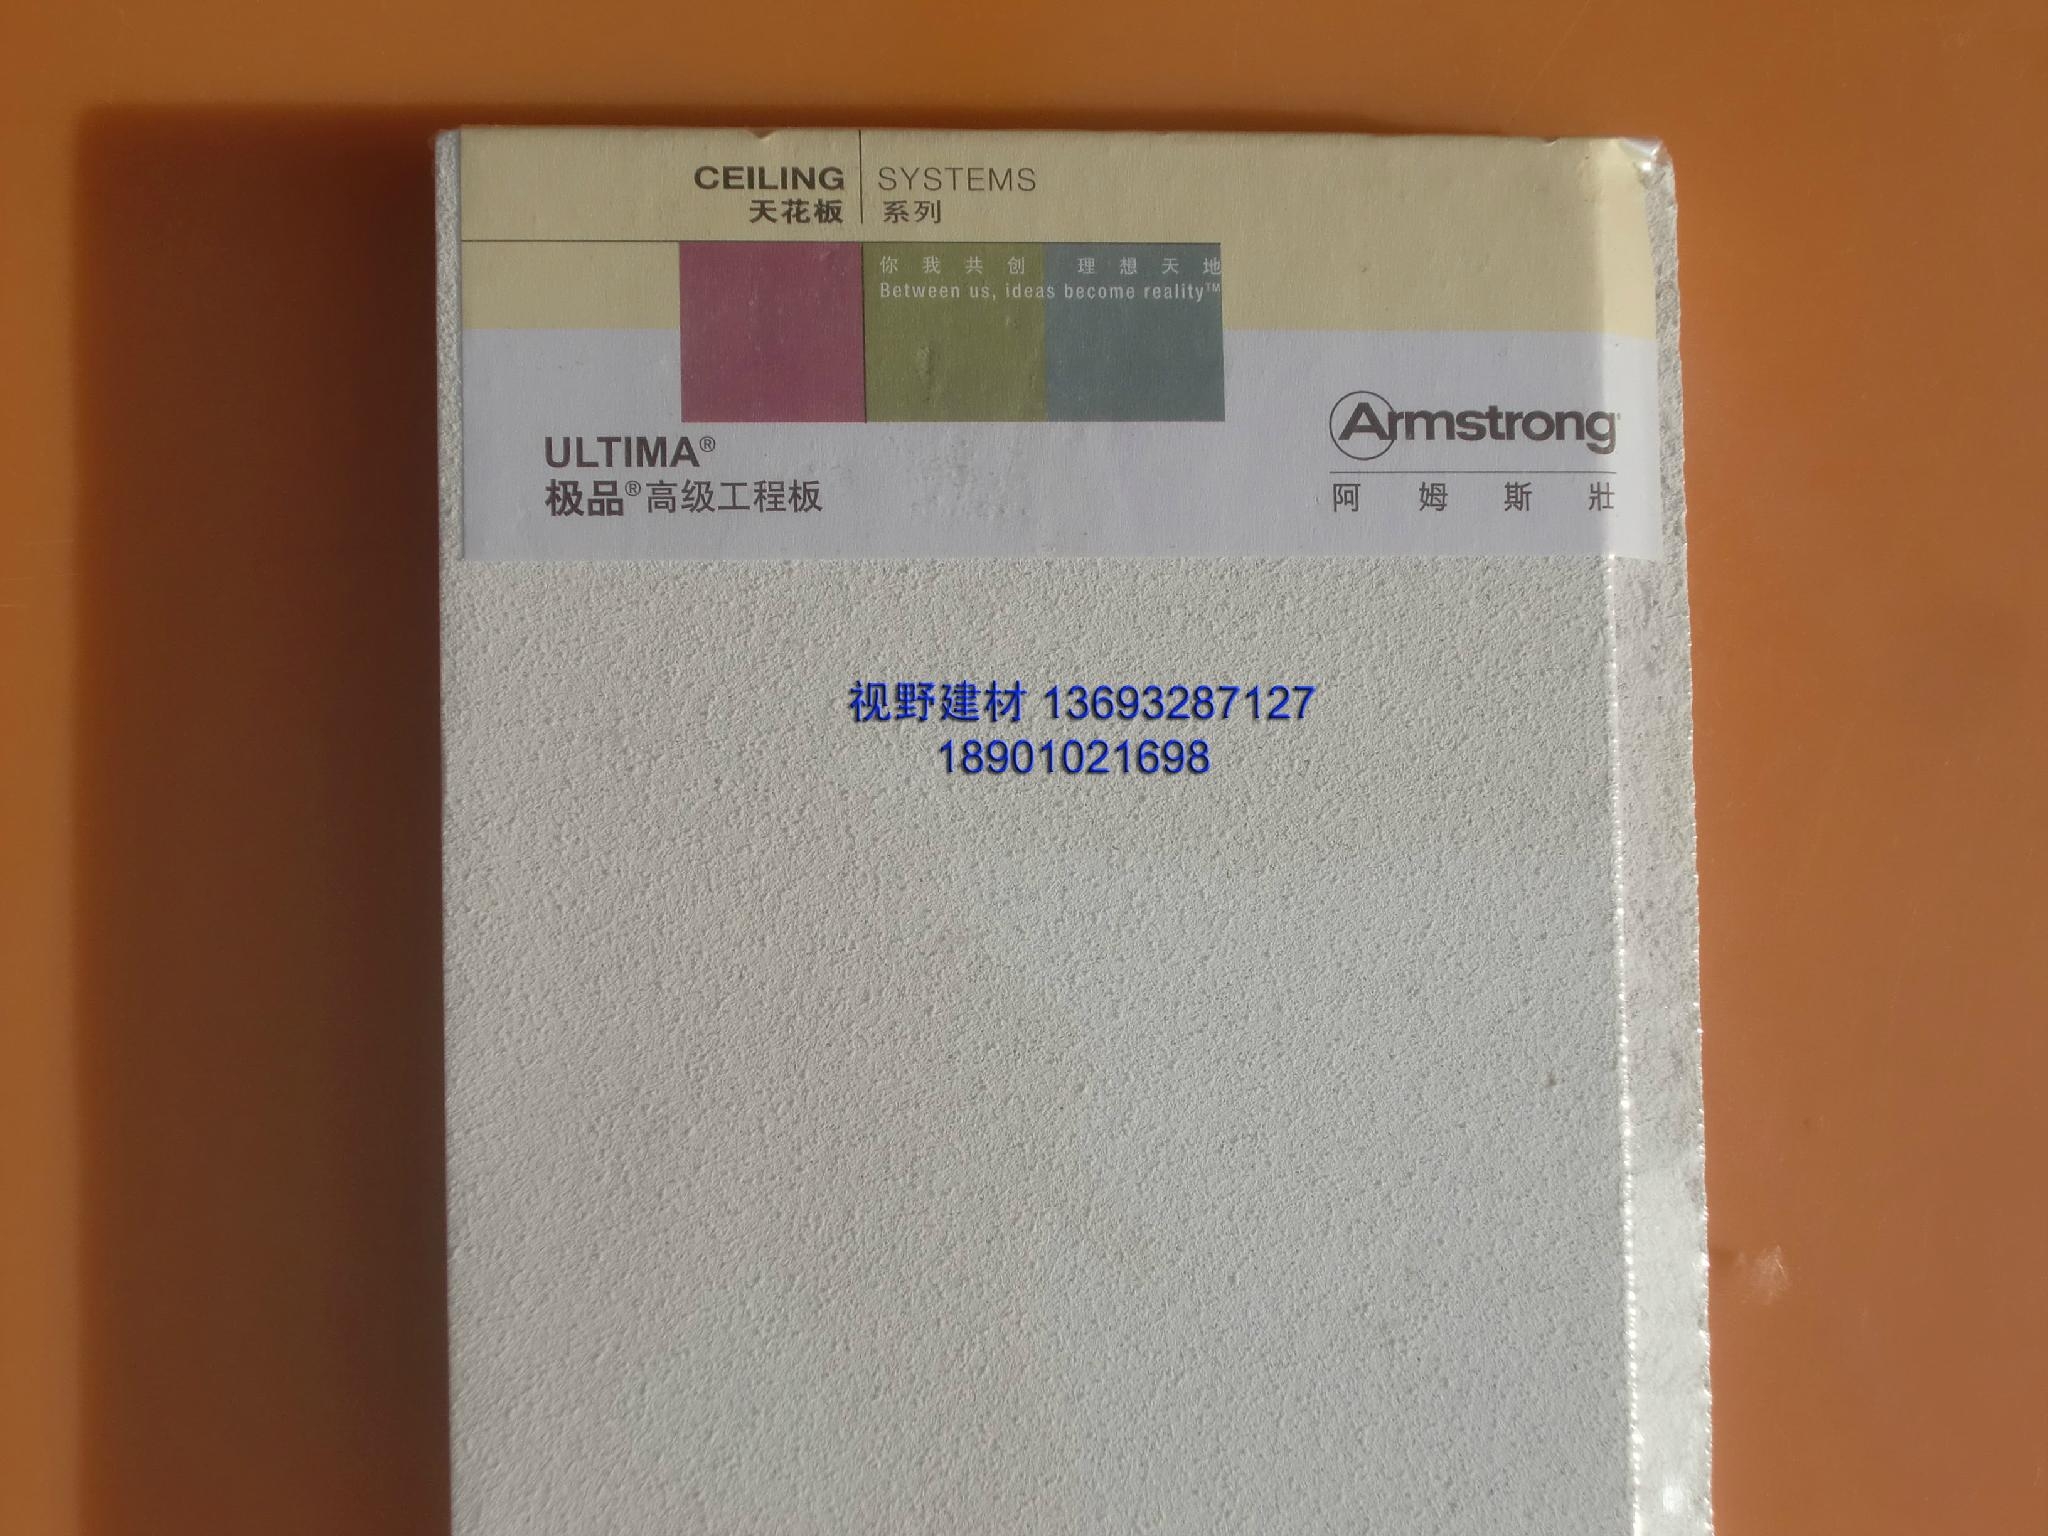 CEILING SYSTEMS
天花板 系列
你我共创 理想天地
Between us, ideas become reality™
Armstrong
ULTIMA®
极品®高级工程板
阿姆斯壯
视野建材 13693287127
18901021698